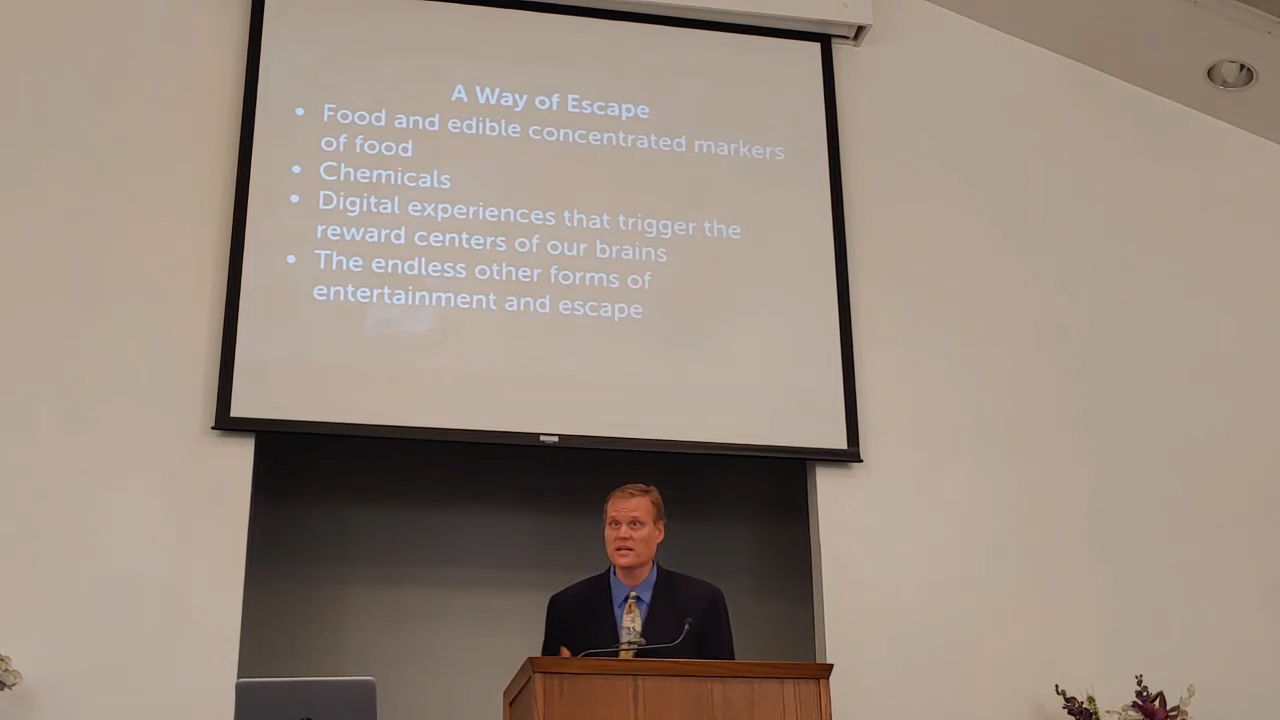 A Way of Escape
• Food and edible concentrated markers
of food
• Chemicals
• Digital experiences that trigger the
reward centers of our brains
• The endless other forms of
entertainment and escape